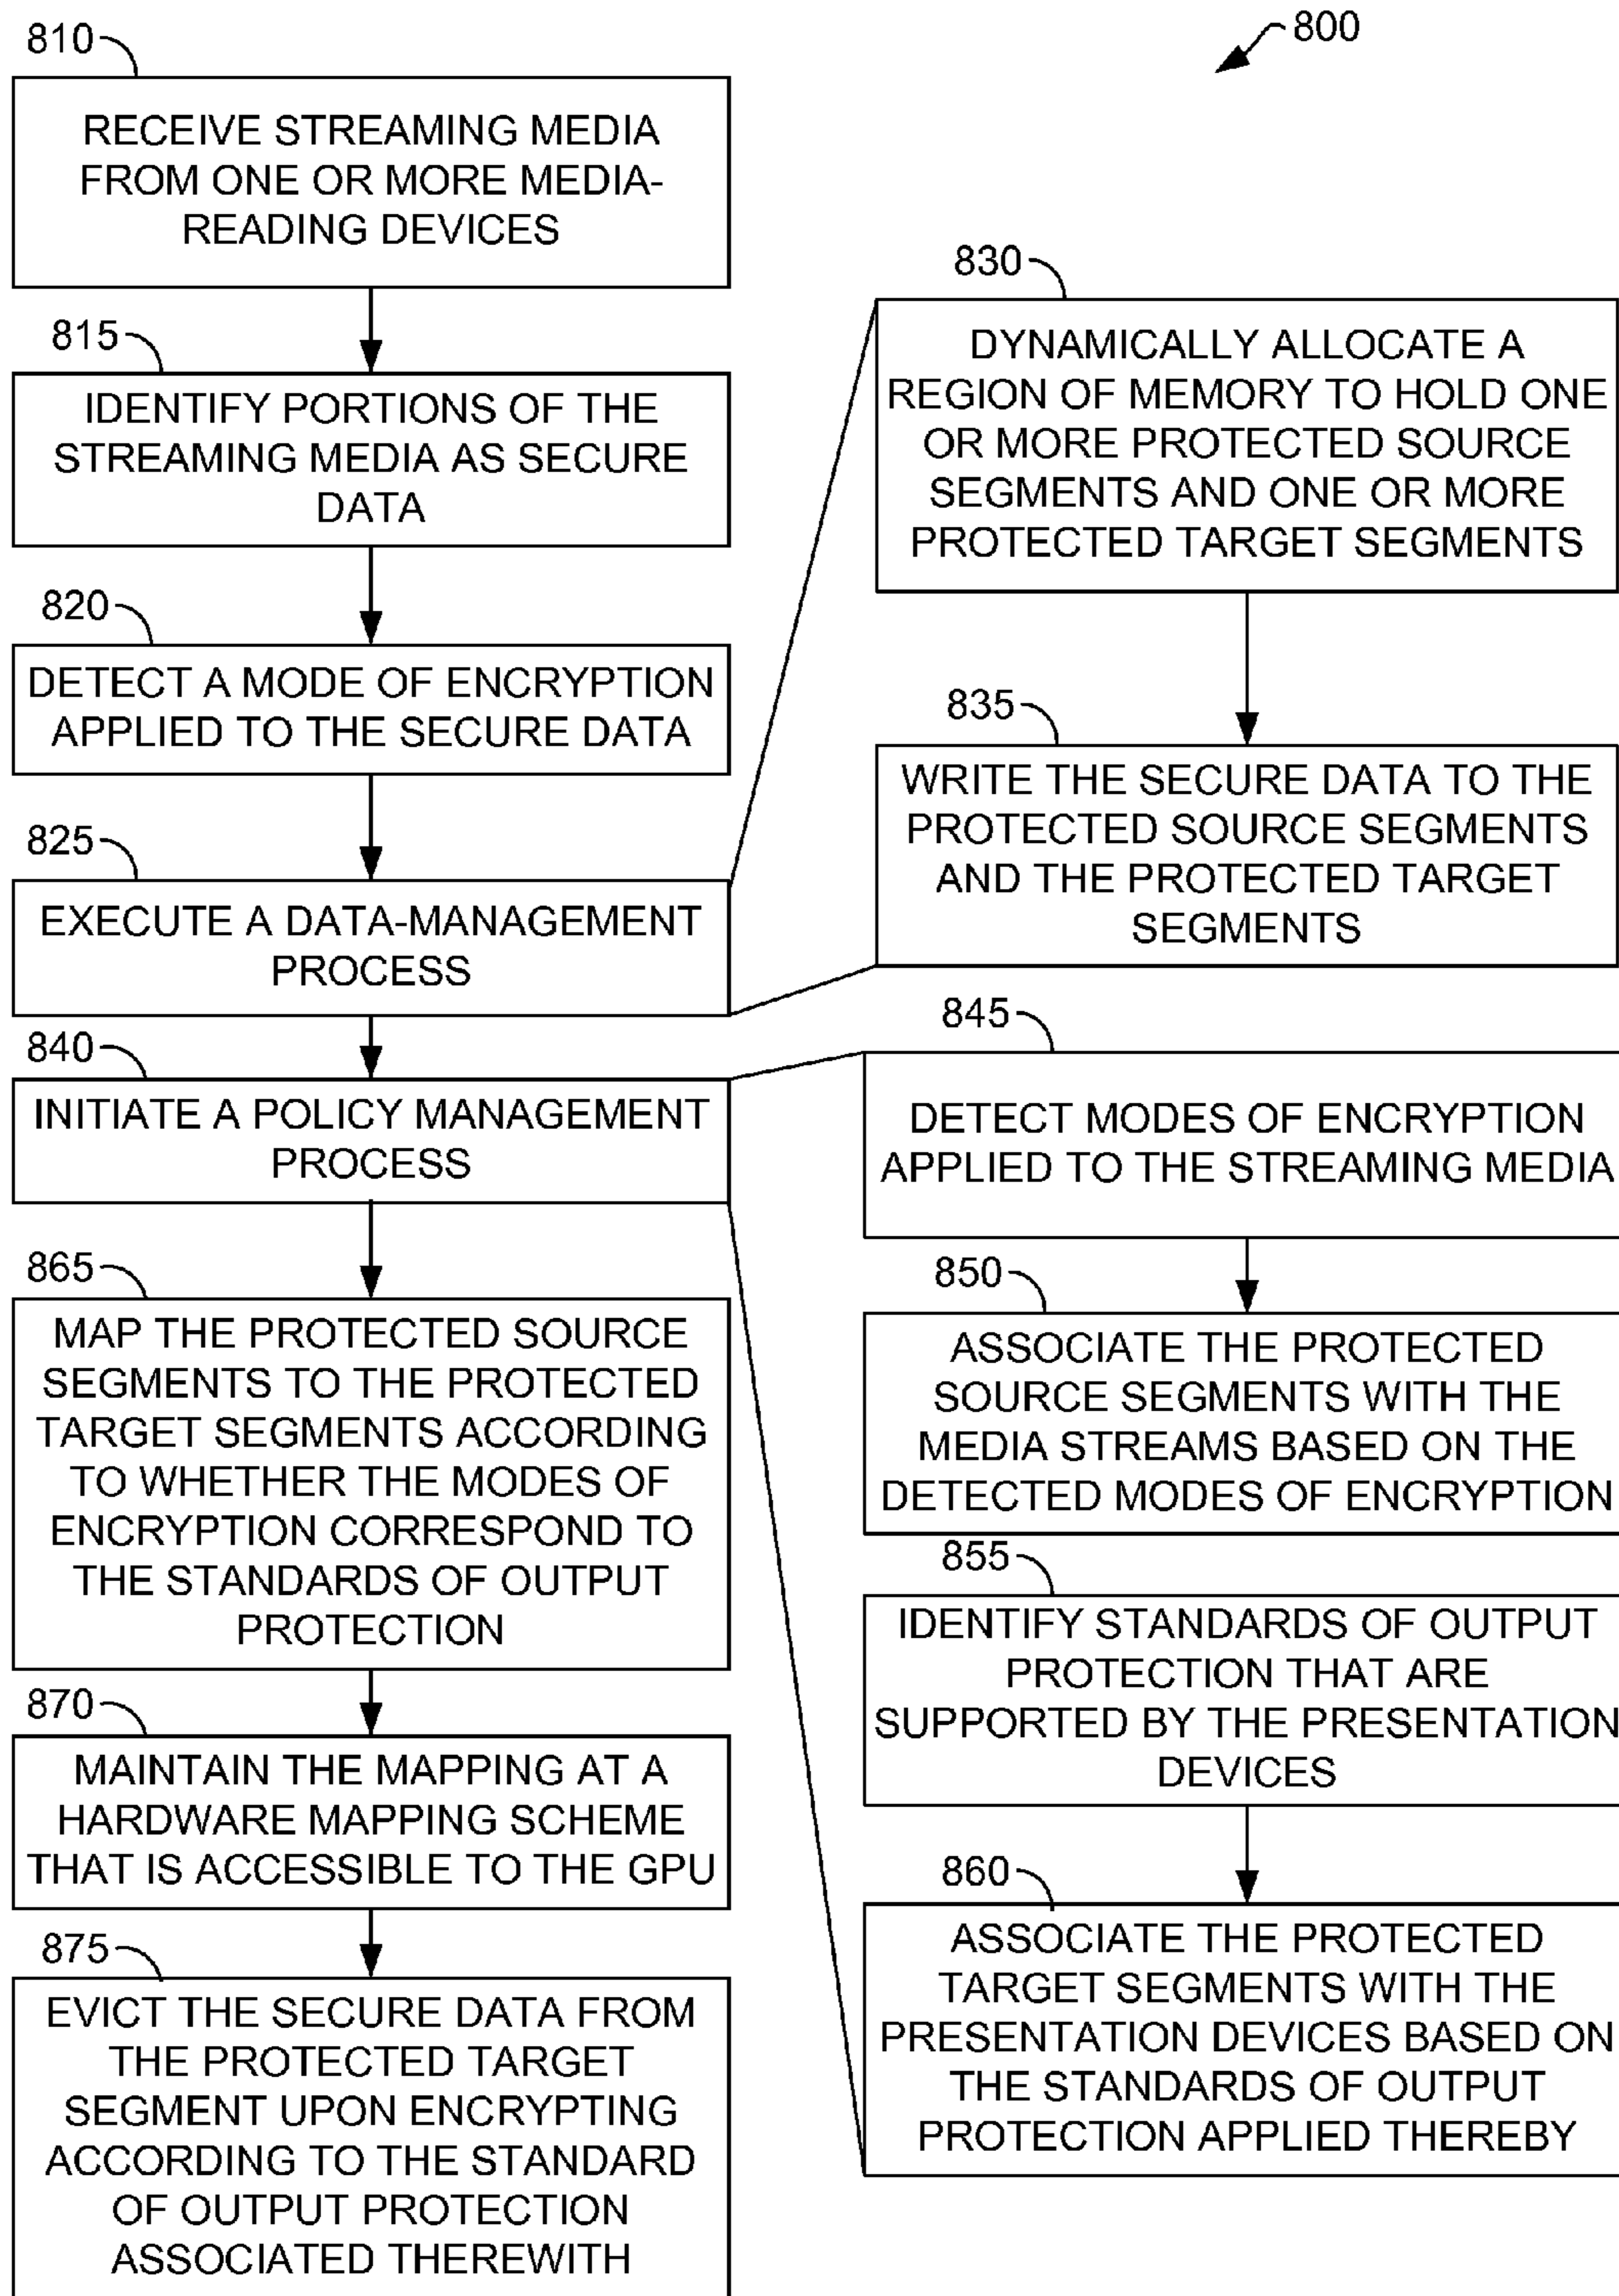 800
810
RECEIVE STREAMING MEDIA
FROM ONE OR MORE MEDIA-
READING DEVICES
815
IDENTIFY PORTIONS OF THE
STREAMING MEDIA AS SECURE
DATA
820
DETECT A MODE OF ENCRYPTION
APPLIED TO THE SECURE DATA
825
EXECUTE A DATA-MANAGEMENT
PROCESS
830
DYNAMICALLY ALLOCATE A
REGION OF MEMORY TO HOLD ONE
OR MORE PROTECTED SOURCE
SEGMENTS AND ONE OR MORE
PROTECTED TARGET SEGMENTS
835
WRITE THE SECURE DATA TO THE
PROTECTED SOURCE SEGMENTS
AND THE PROTECTED TARGET
SEGMENTS
840
INITIATE A POLICY MANAGEMENT
PROCESS
845
DETECT MODES OF ENCRYPTION
APPLIED TO THE STREAMING MEDIA
850
ASSOCIATE THE PROTECTED
SOURCE SEGMENTS WITH THE
MEDIA STREAMS BASED ON THE
DETECTED MODES OF ENCRYPTION
855
IDENTIFY STANDARDS OF OUTPUT
PROTECTION THAT ARE
SUPPORTED BY THE PRESENTATION
DEVICES
860
ASSOCIATE THE PROTECTED
TARGET SEGMENTS WITH THE
PRESENTATION DEVICES BASED ON
THE STANDARDS OF OUTPUT
PROTECTION APPLIED THEREBY
865
MAP THE PROTECTED SOURCE
SEGMENTS TO THE PROTECTED
TARGET SEGMENTS ACCORDING
TO WHETHER THE MODES OF
ENCRYPTION CORRESPOND TO
THE STANDARDS OF OUTPUT
PROTECTION
870
MAINTAIN THE MAPPING AT A
HARDWARE MAPPING SCHEME
THAT IS ACCESSIBLE TO THE GPU
875
EVICT THE SECURE DATA FROM
THE PROTECTED TARGET
SEGMENT UPON ENCRYPTING
ACCORDING TO THE STANDARD
OF OUTPUT PROTECTION
ASSOCIATED THEREWITH